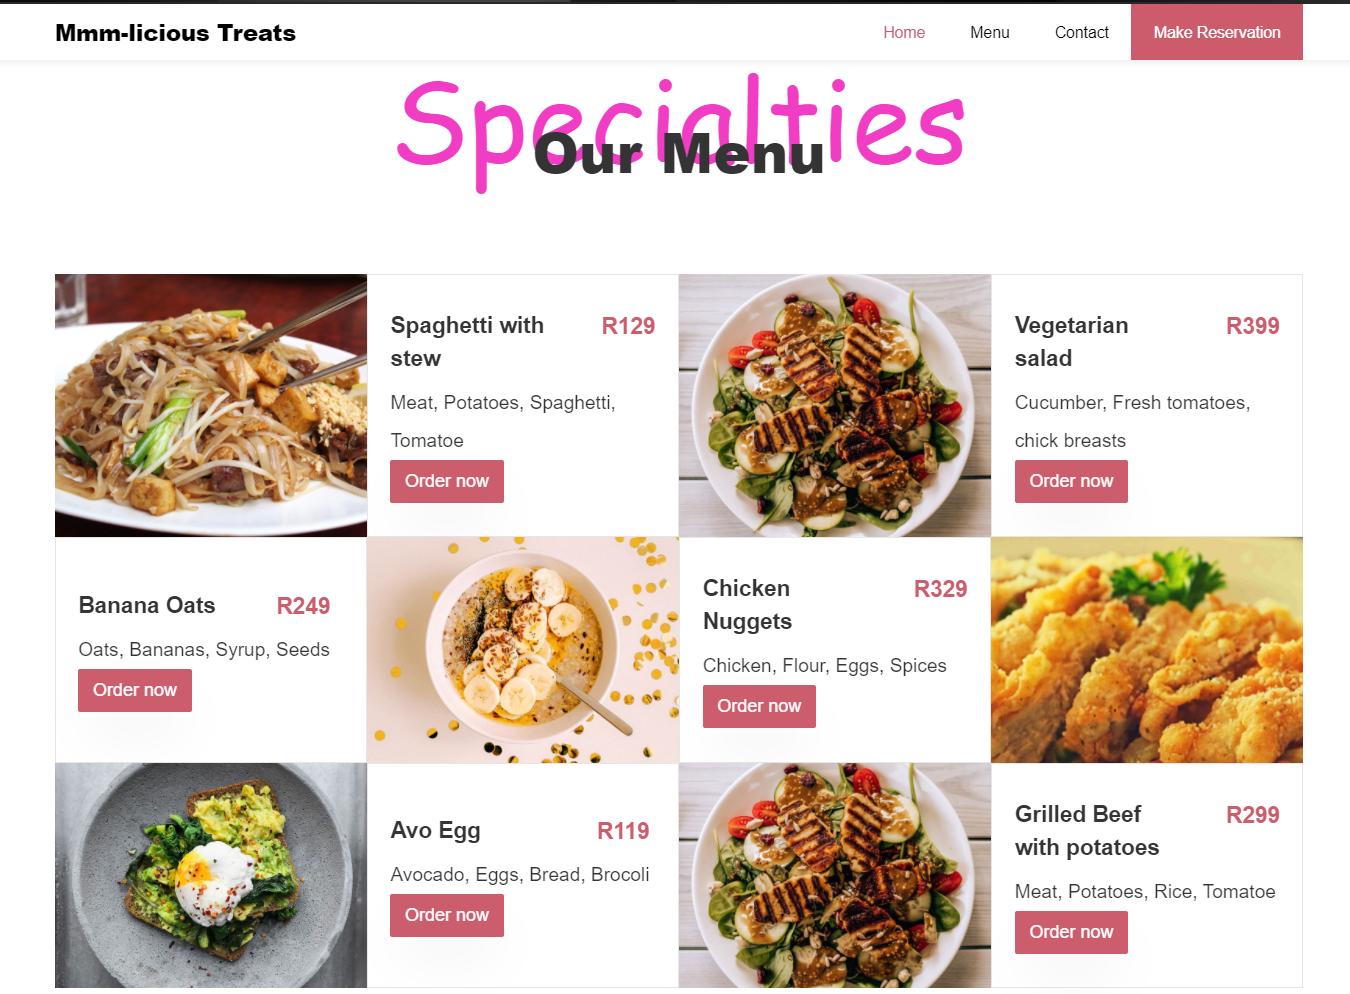 Mmm-licious Treats
Home
Menu
Contact
Make Reservation
Specialties
Our Menu
Spaghetti with
stew
R129
Meat, Potatoes, Spaghetti,
Tomatoe
Order now
Vegetarian
salad
R399
Cucumber, Fresh tomatoes,
chick breasts
Order now
Banana Oats
R249
Oats, Bananas, Syrup, Seeds
Order now
Chicken
Nuggets
R329
Chicken, Flour, Eggs, Spices
Order now
Avo Egg
R119
Avocado, Eggs, Bread, Brocoli
Order now
Grilled Beef
with potatoes
R299
Meat, Potatoes, Rice, Tomatoe
Order now